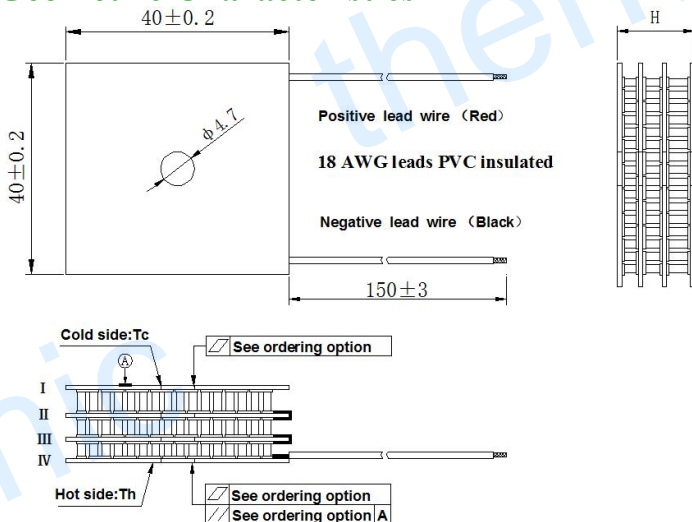 40±0.2
H
40±0.2
ϕ4.7
Positive lead wire (Red)
18 AWG leads PVC insulated
Negative lead wire (Black)
150±3
Cold side:Tc
See ordering option
A
I
II
III
IV
Hot side:Th
See ordering option
See ordering option A